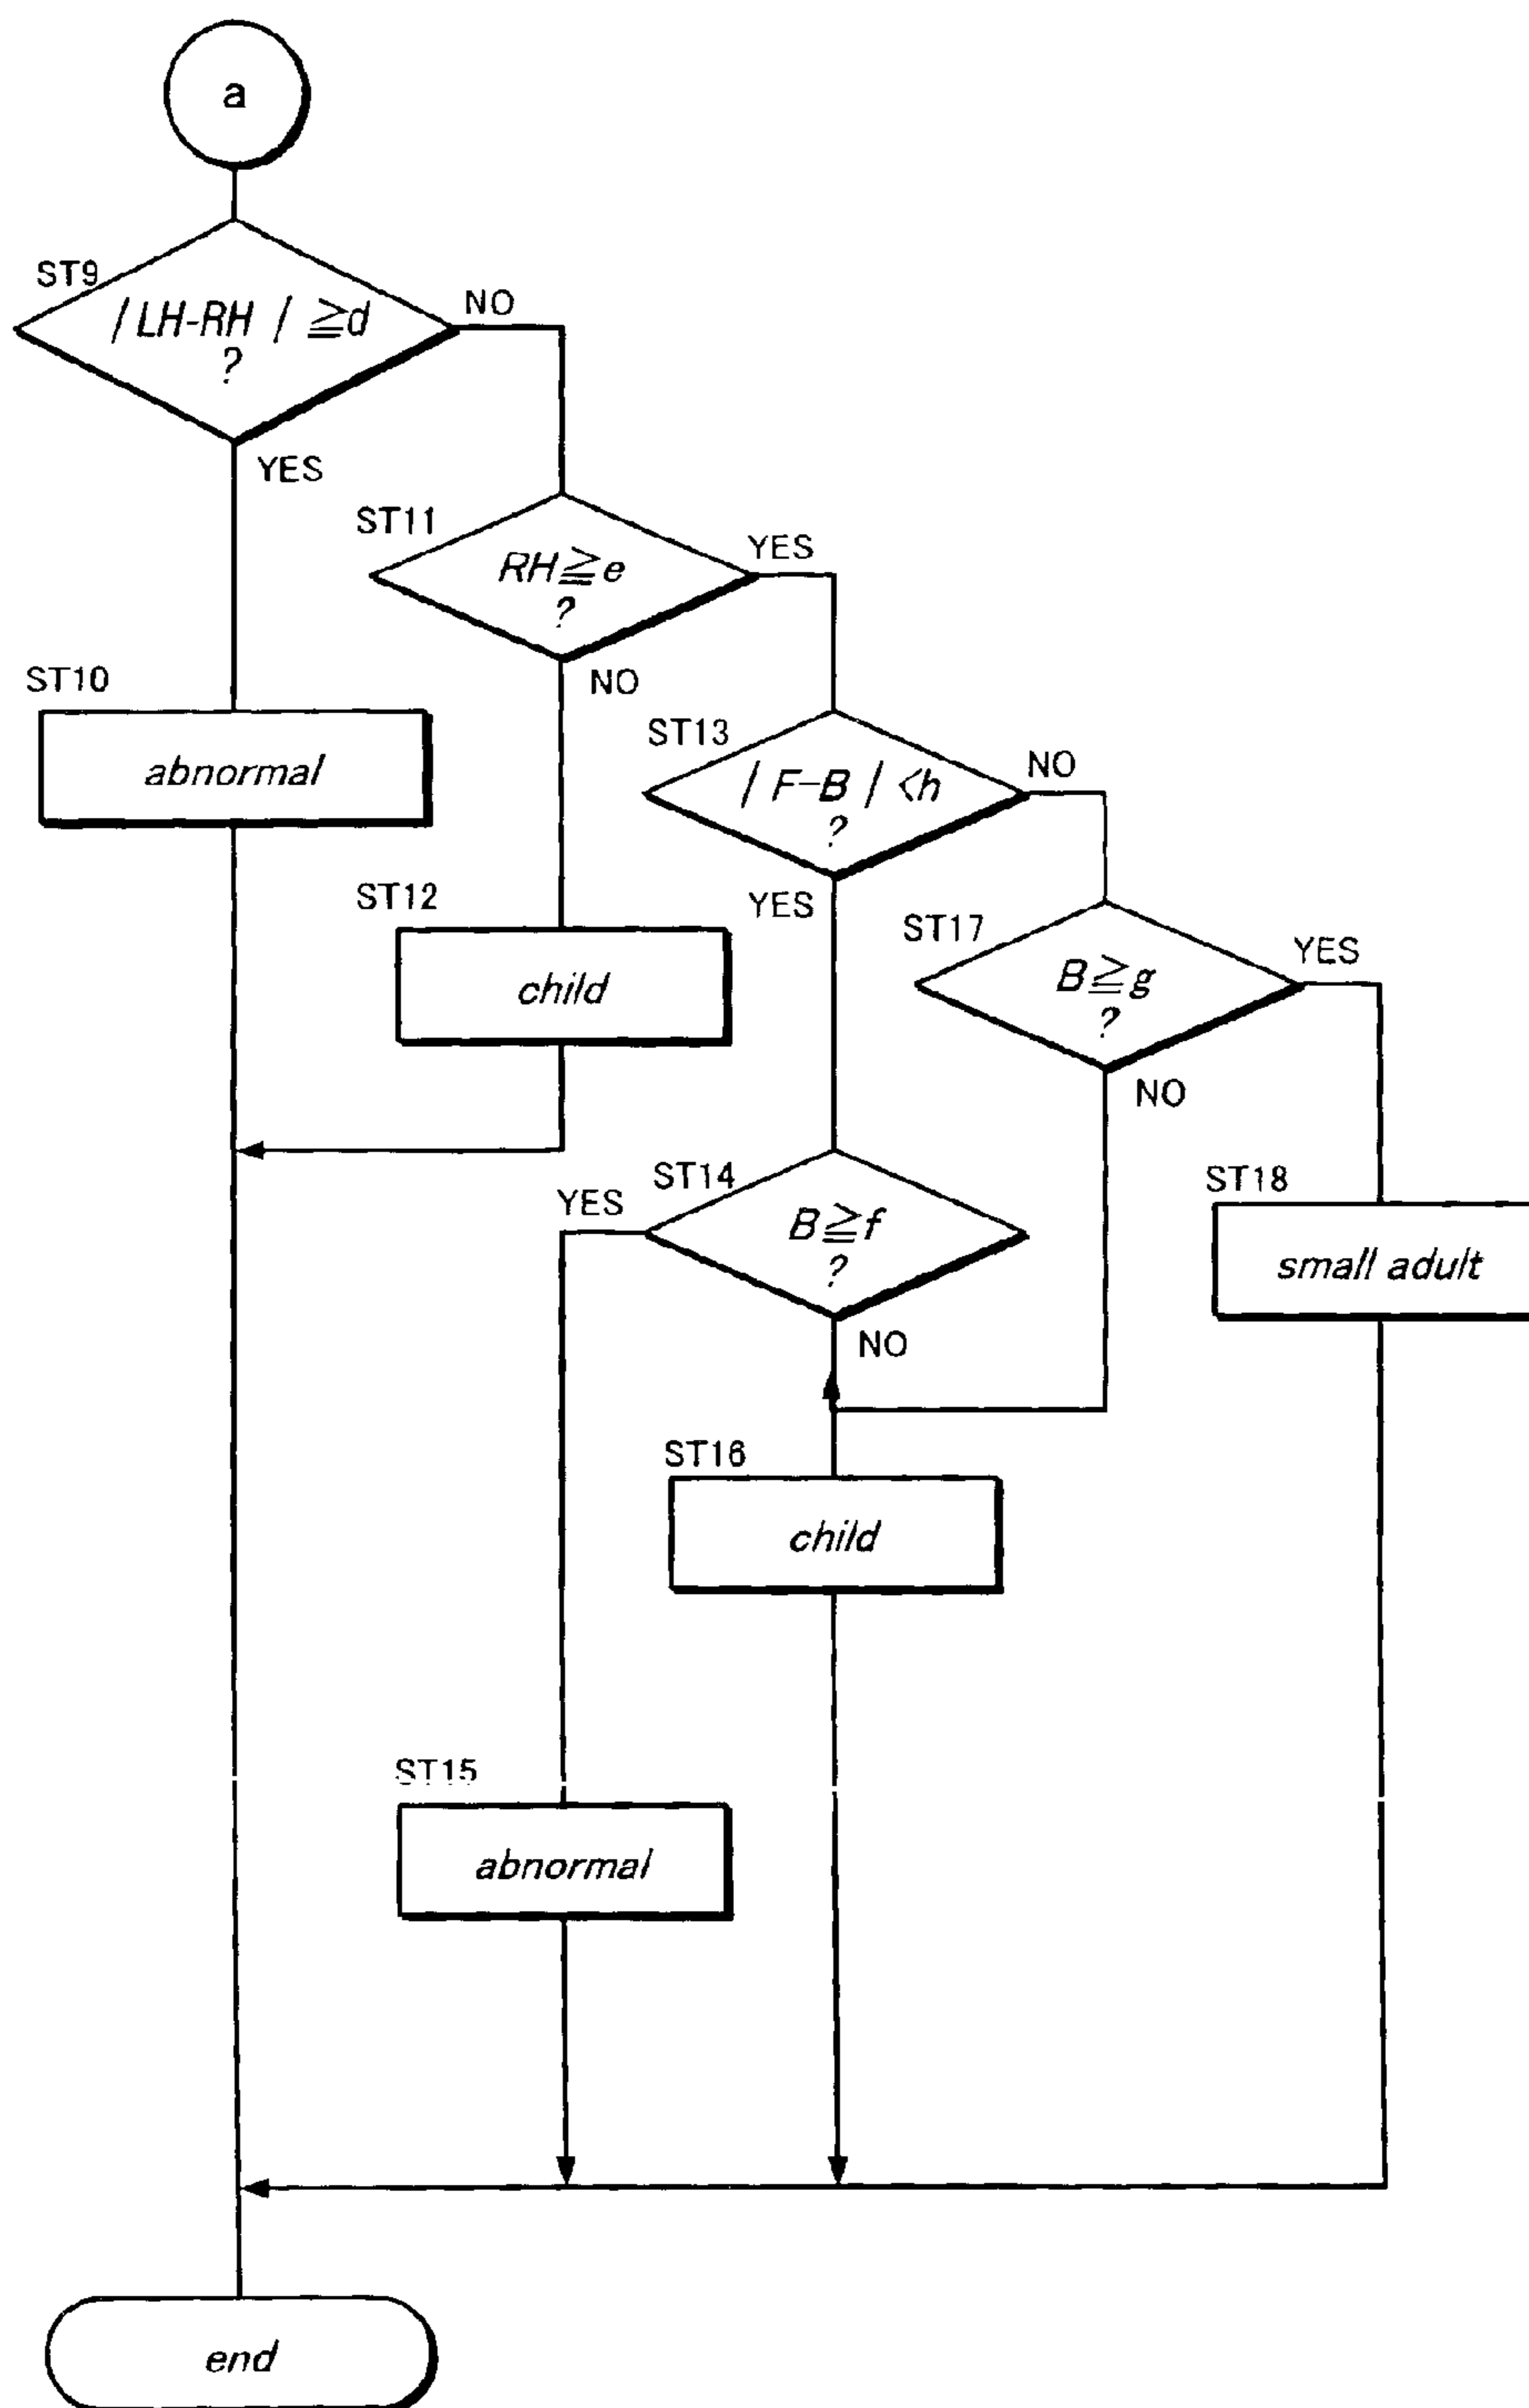 a
ST9
|LH-RH| ≧d
?
NO
YES
ST11
RH≧e
?
YES
NO
ST10
abnormal
ST13
|F-B|<h
?
NO
YES
ST12
child
ST17
B≧g
?
YES
NO
ST14
YES
B≧f
?
NO
ST18
small adult
ST16
child
ST15
abnormal
end